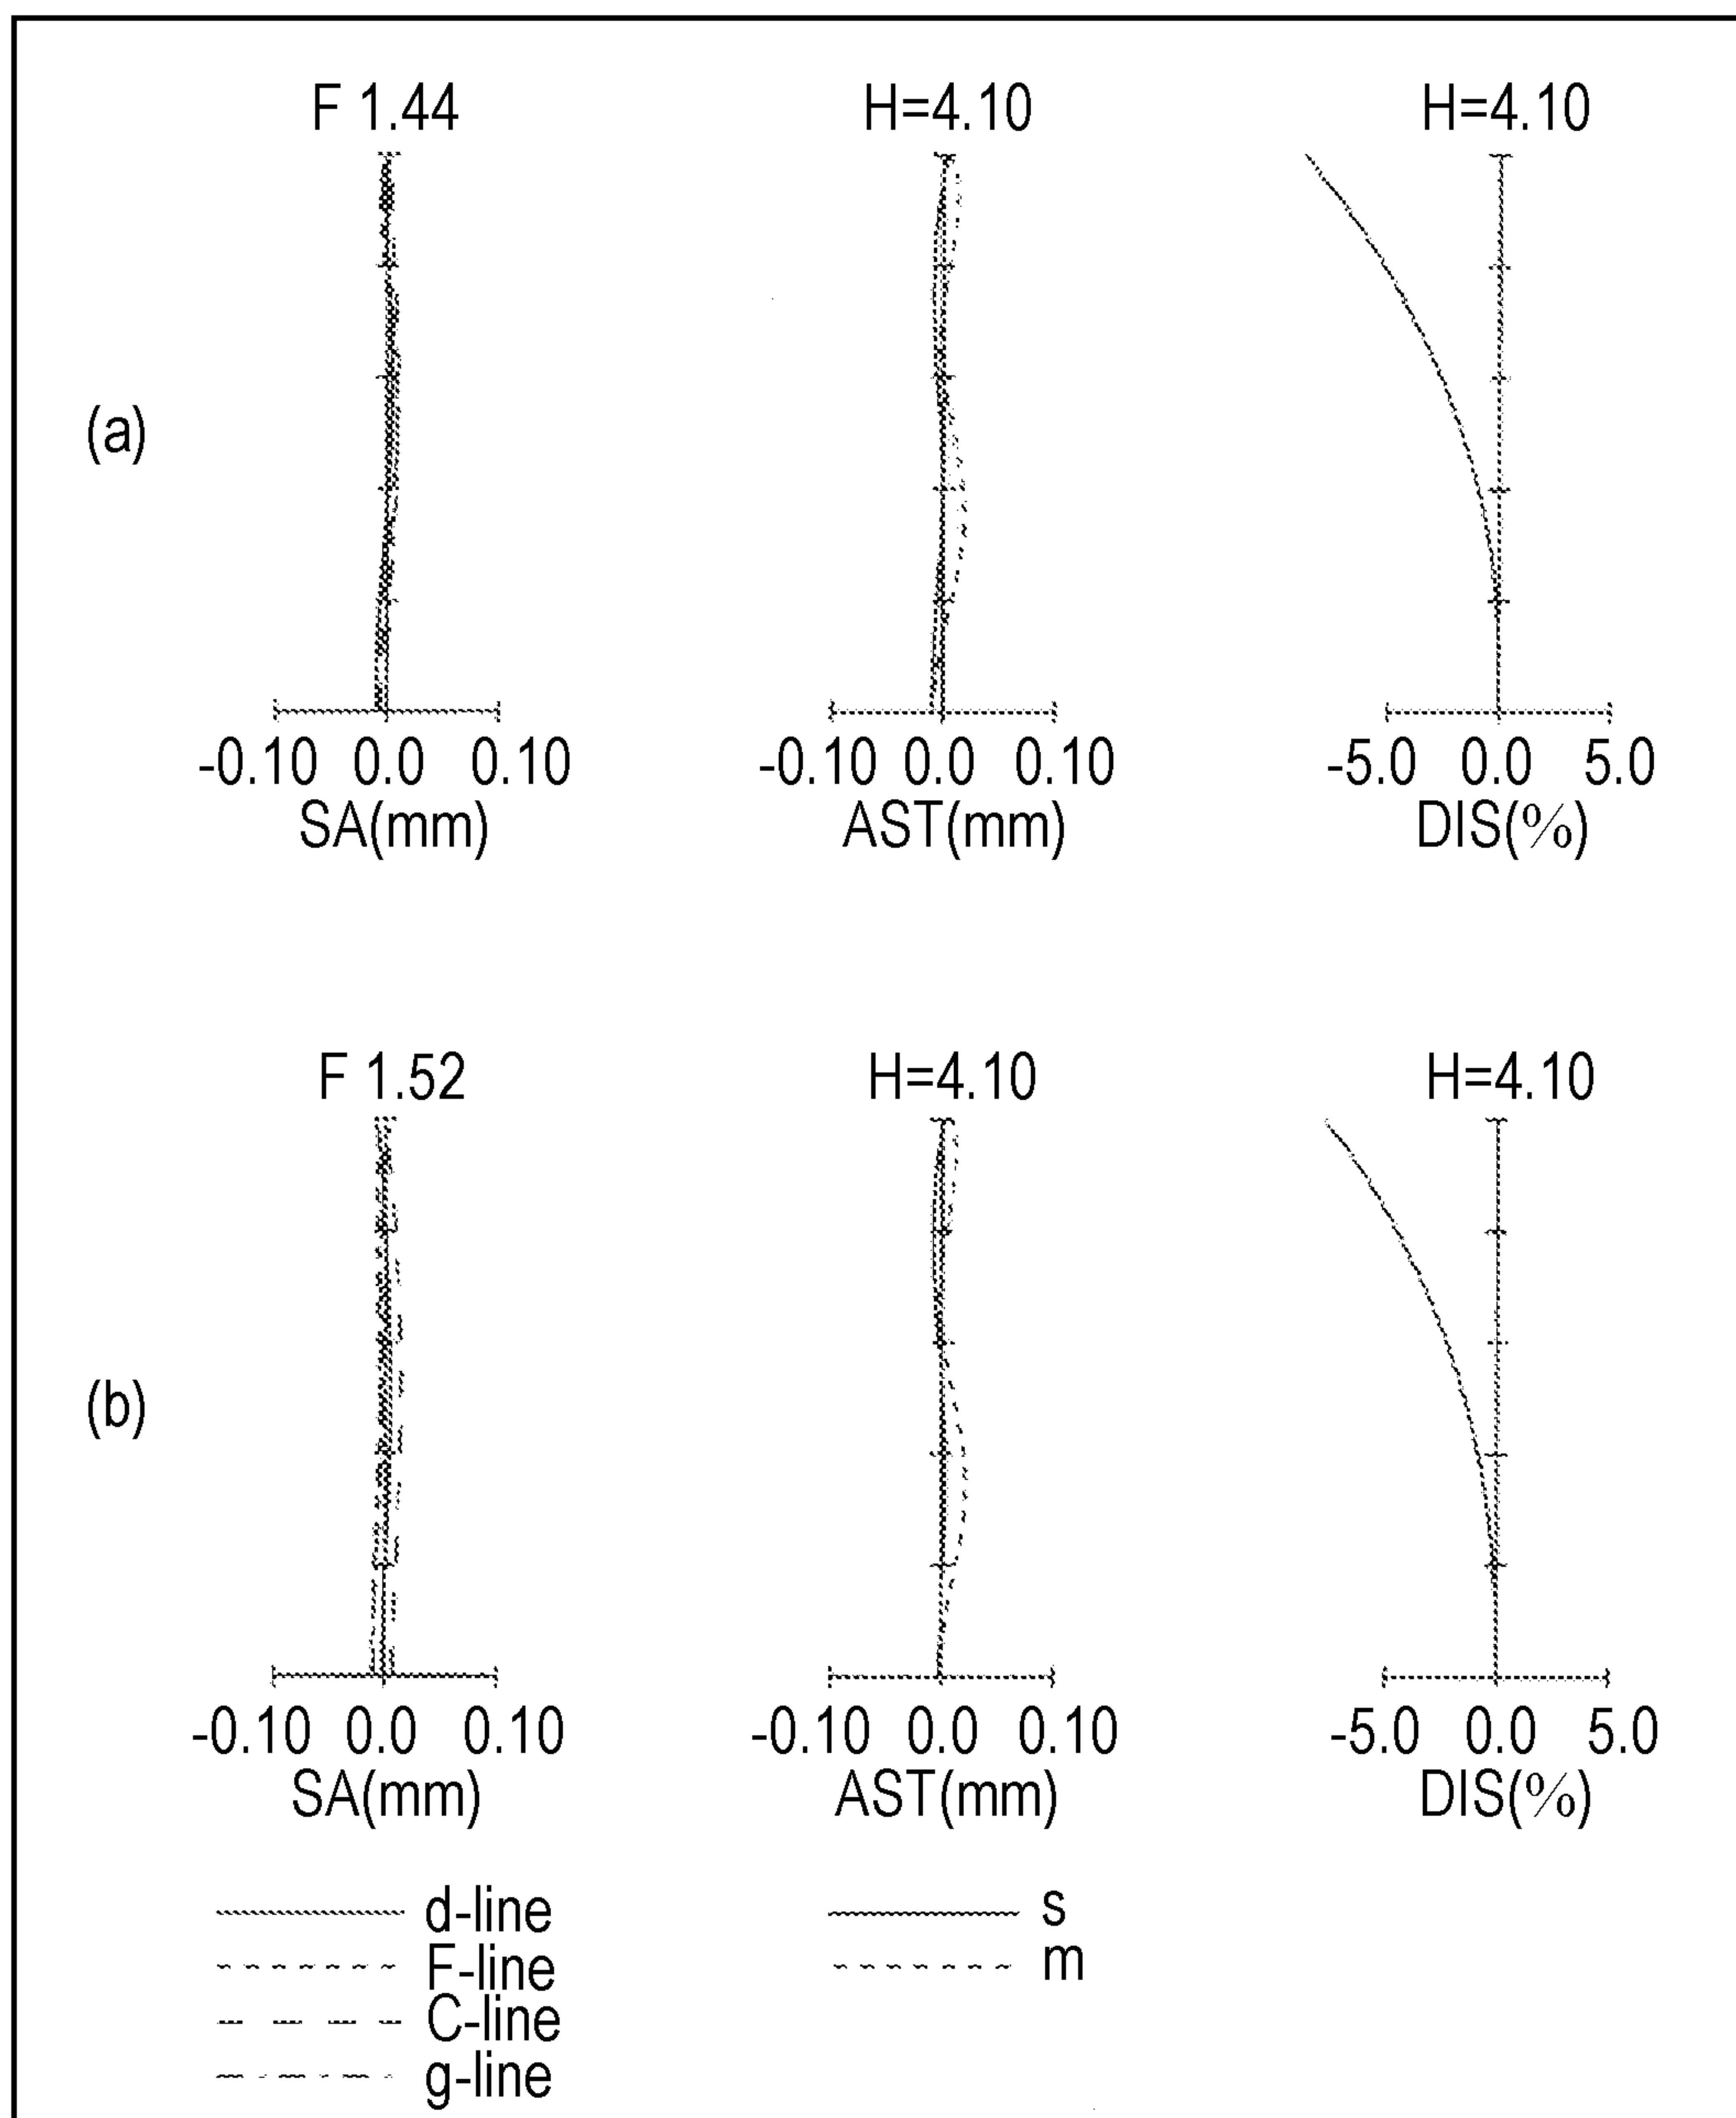 F 1.44 H=4.10 H=4.10
(a)
-0.10 0.0 0.10 -0.10 0.0 0.10 -5.0 0.0 5.0
SA(mm) AST(mm) DIS(%)
F 1.52 H=4.10 H=4.10
(b)
-0.10 0.0 0.10 -0.10 0.0 0.10 -5.0 0.0 5.0
SA(mm) AST(mm) DIS(%)
d-line s
F-line m
C-line
g-line